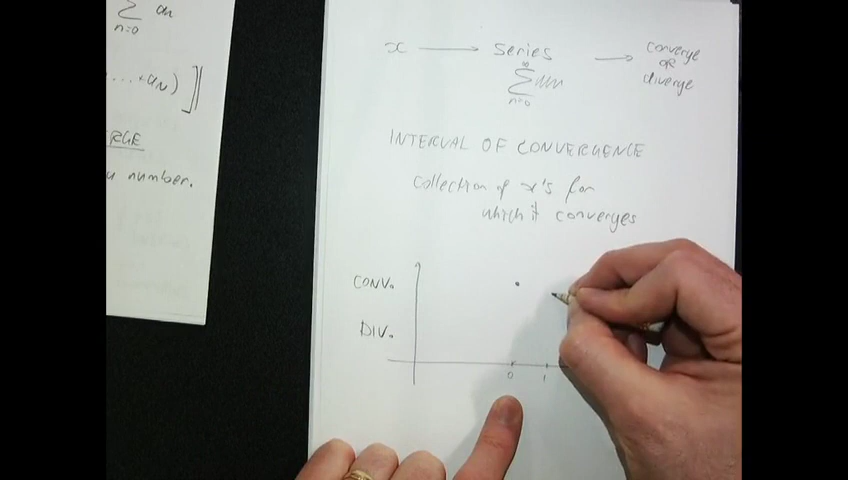 ∑ an
n=0
... + aN) ]
RGE
number.
x → Series → converge
OR
diverge
∞
∑
n=0
INTERVAL OF CONVERGENCE
collection of x's for
which it converges
CONV.
DIV.
0 1